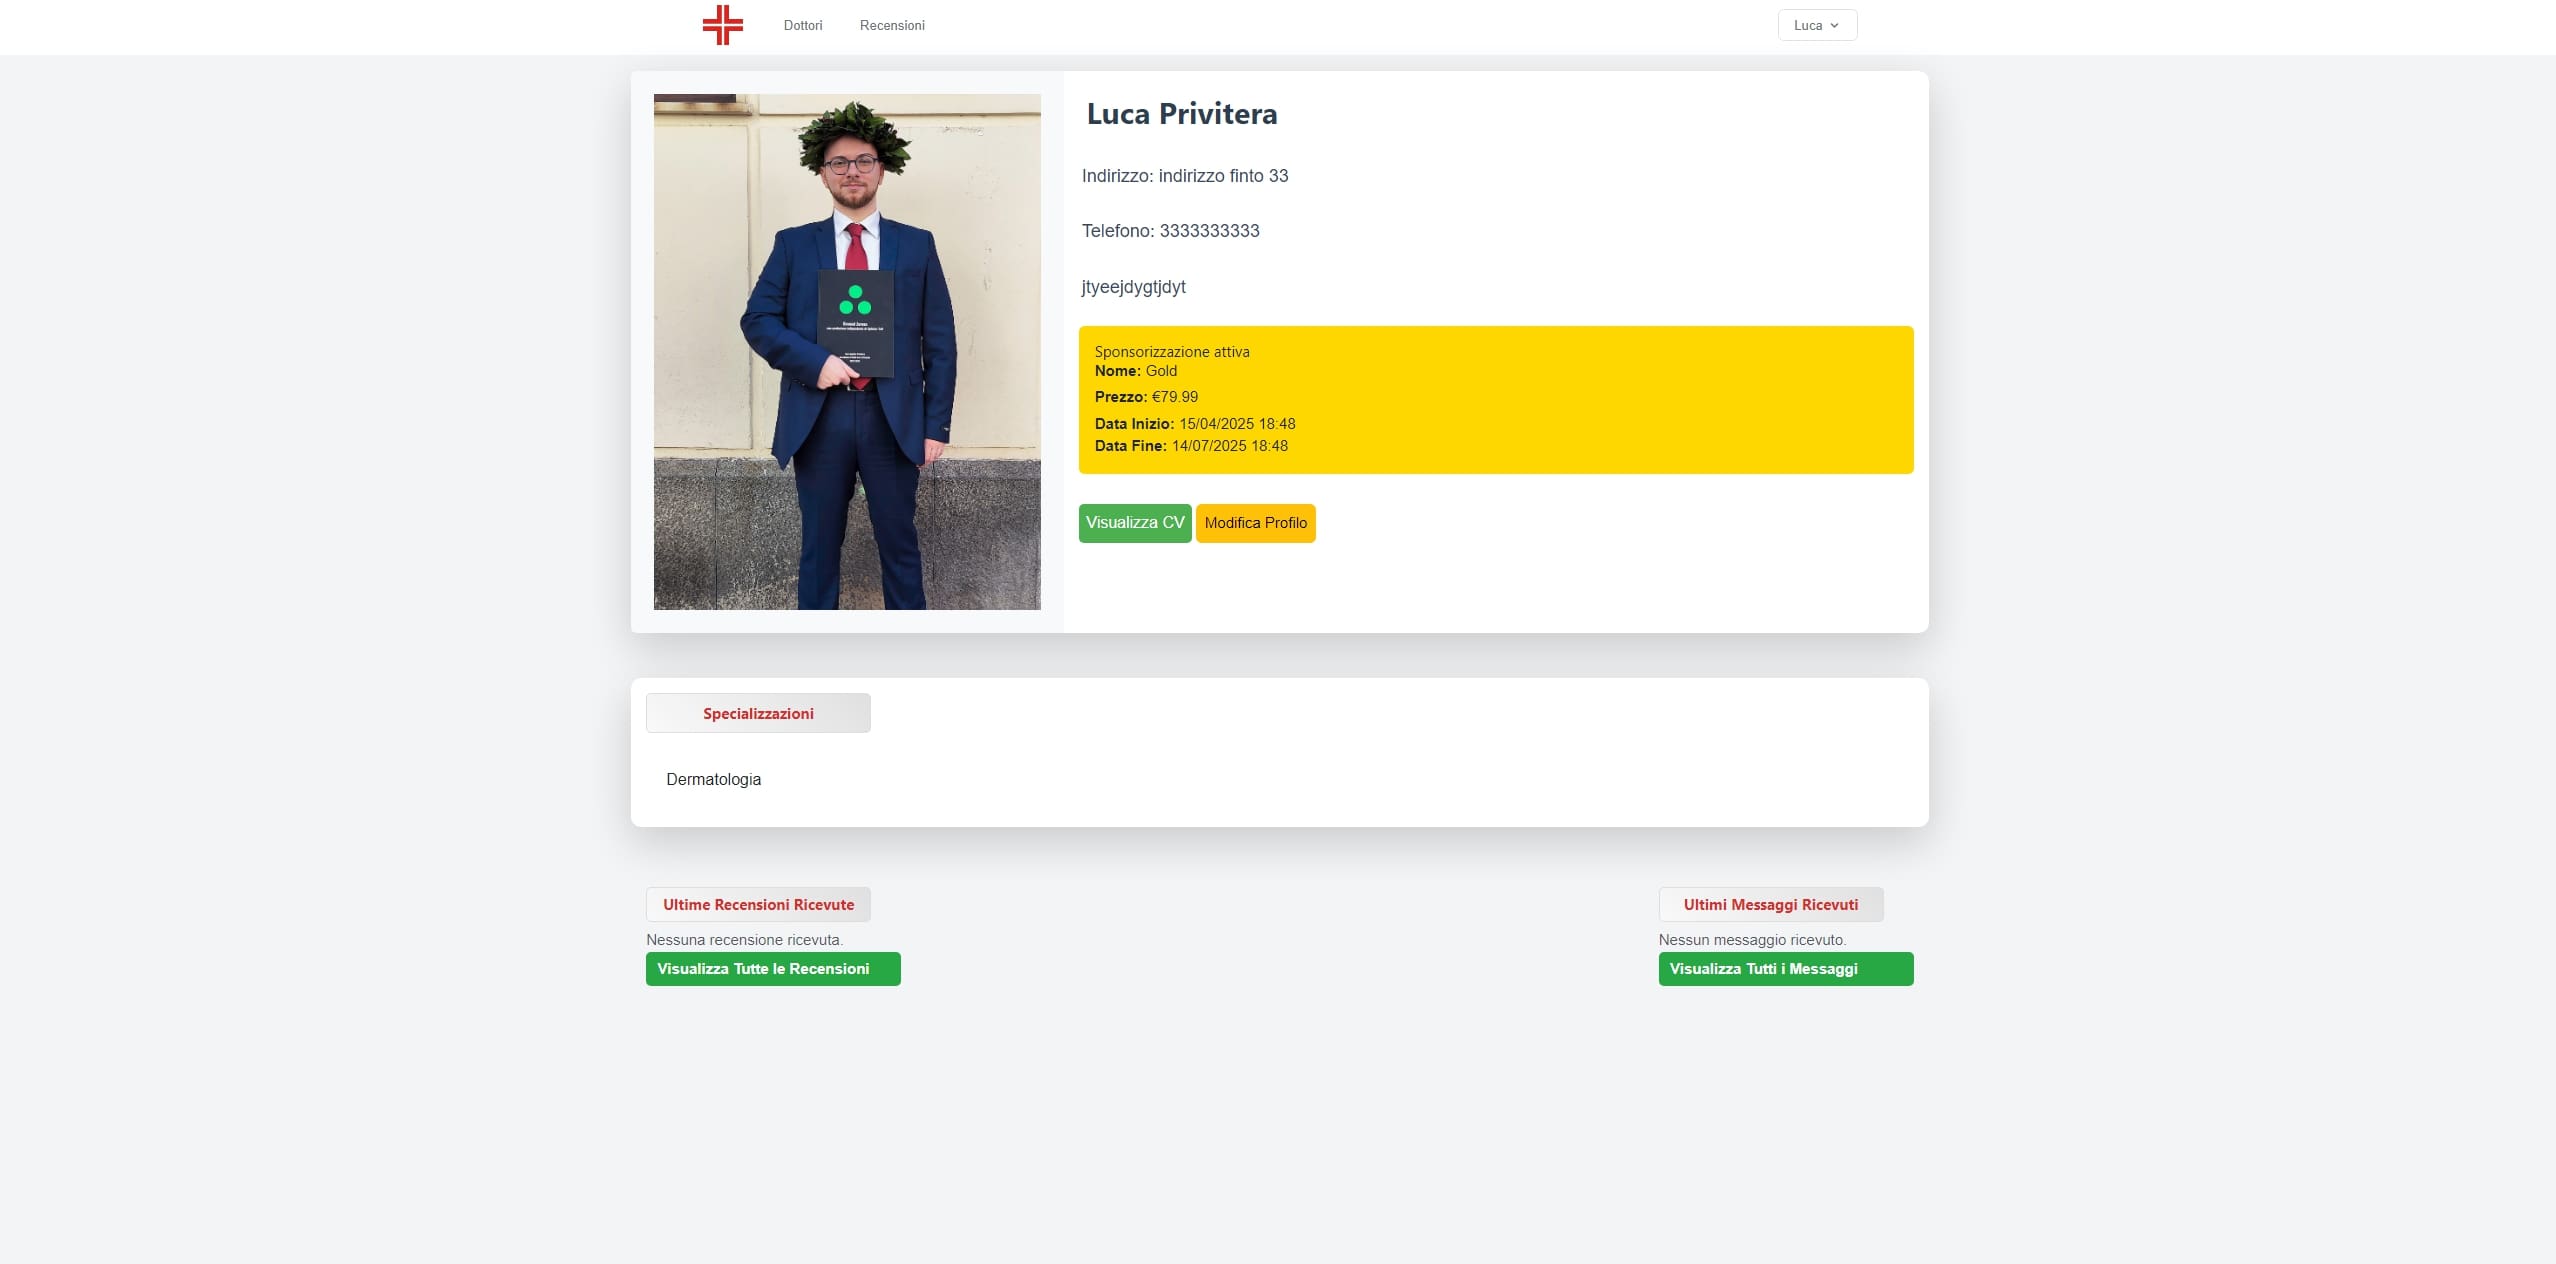 Dottori
Recensioni
Luca
Luca Privitera
Indirizzo: indirizzo finto 33
Telefono: 3333333333
jtyeejdygtjdyt
Sponsorizzazione attiva
Nome: Gold
Prezzo: €79.99
Data Inizio: 15/04/2025 18:48
Data Fine: 14/07/2025 18:48
Visualizza CV
Modifica Profilo
Specializzazioni
Dermatologia
Ultime Recensioni Ricevute
Nessuna recensione ricevuta.
Visualizza Tutte le Recensioni
Ultimi Messaggi Ricevuti
Nessun messaggio ricevuto.
Visualizza Tutti i Messaggi